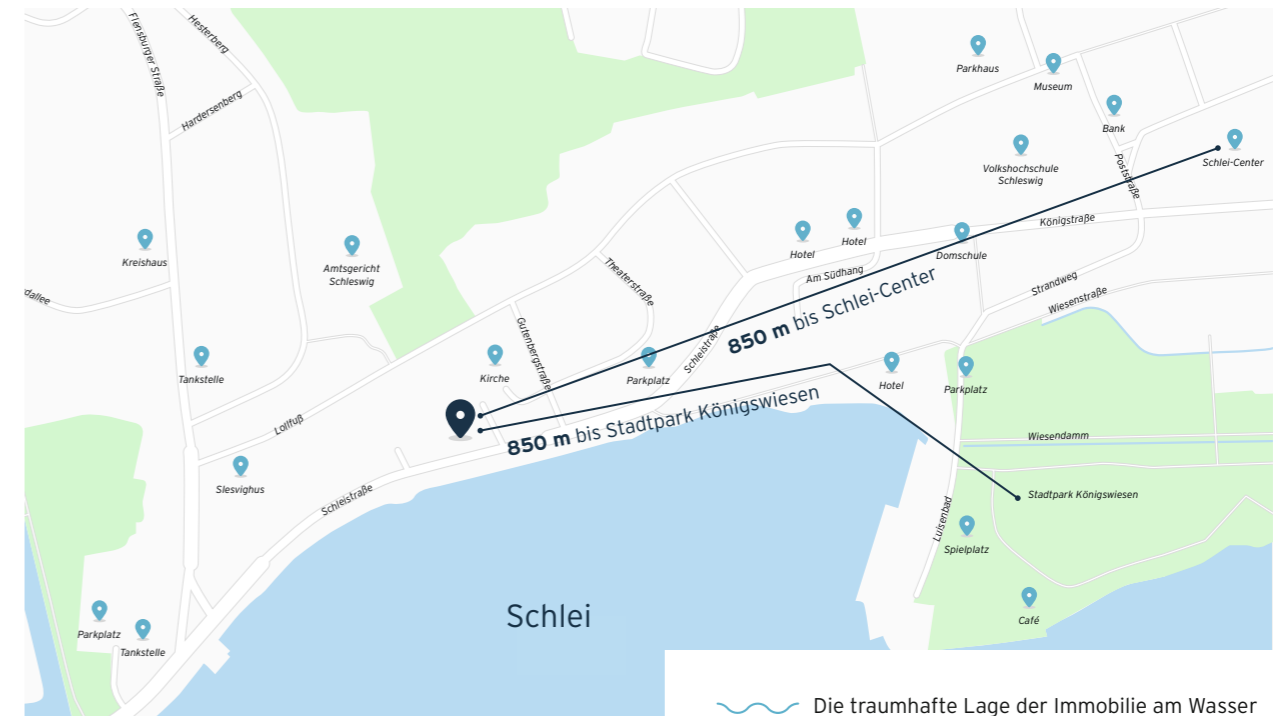 Flensburger Straße
Hesterberg
Hardersenberg
Parkhaus
Museum
Bank
Schlei-Center
Volkshochschule
Schleswig
Poststraße
Königstraße
Kreishaus
Amtsgericht
Schleswig
dallee
Hotel
Hotel
Domschule
Am Südhang
Theaterstraße
Strandweg
Wiesenstraße
850 m bis Schlei-Center
Schleistraße
Gutenbergstraße
Tankstelle
Kirche
Parkplatz
Hotel
Parkplatz
850 m bis Stadtpark Königswiesen
Lollfuß
Wiesendamm
Slesvighus
Schleistraße
Stadtpark Königswiesen
Luisenbad
Spielplatz
Schlei
Café
Parkplatz
Tankstelle
Die traumhafte Lage der Immobilie am Wasser